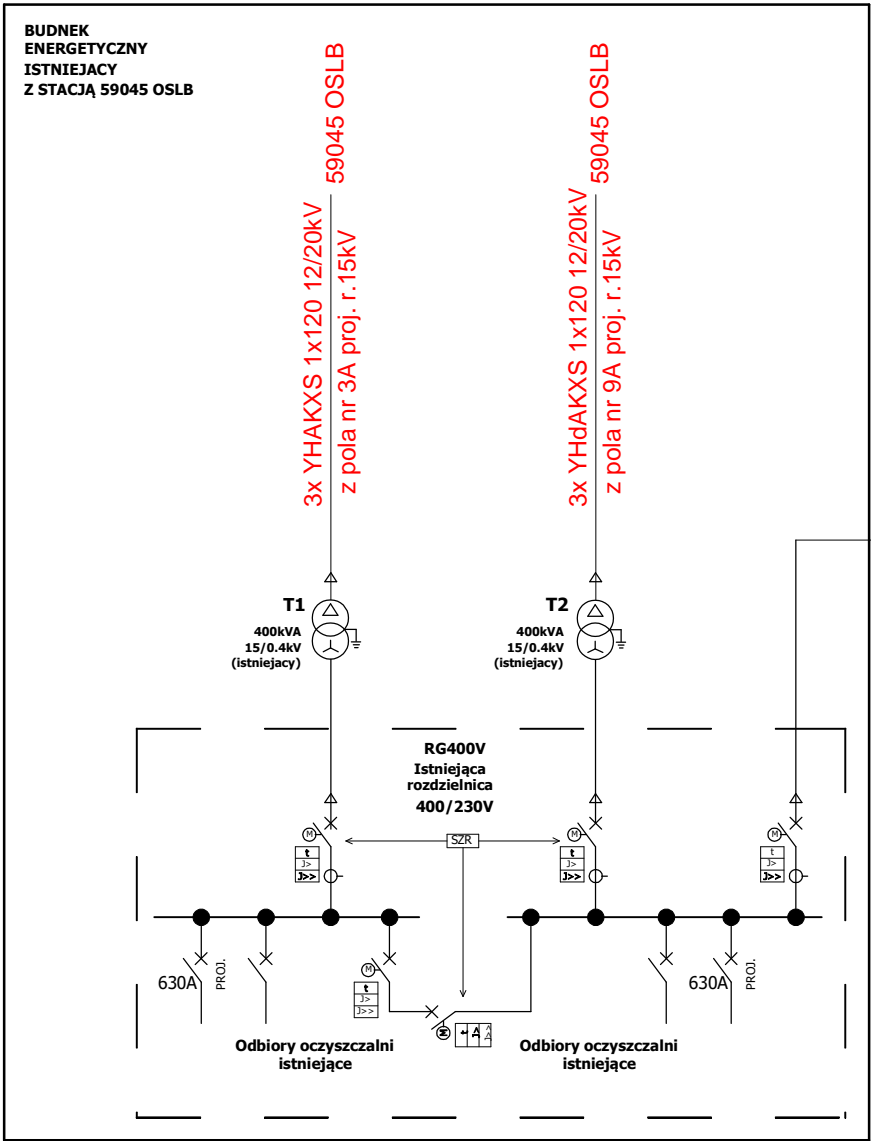 BUDNEK
ENERGETYCZNY
ISTNIEJACY
Z STACJĄ 59045 OSLB
3x YHAKXS 1x120 12/20kV
59045 OSLB
z pola nr 3A proj. r.15kV
3x YHdAKXS 1x120 12/20kV
59045 OSLB
z pola nr 9A proj. r.15kV
T1
400kVA
15/0.4kV
(istniejacy)
T2
400kVA
15/0.4kV
(istniejacy)
RG400V
Istniejąca
rozdzielnica
400/230V
SZR
M
t
J>
J>>
M
t
J>
J>>
M
t
J>
J>>
630A
PROJ.
M
t
J>
J>>
M
t
J>
J>>
630A
PROJ.
Odbiory oczyszczalni
istniejące
Odbiory oczyszczalni
istniejące